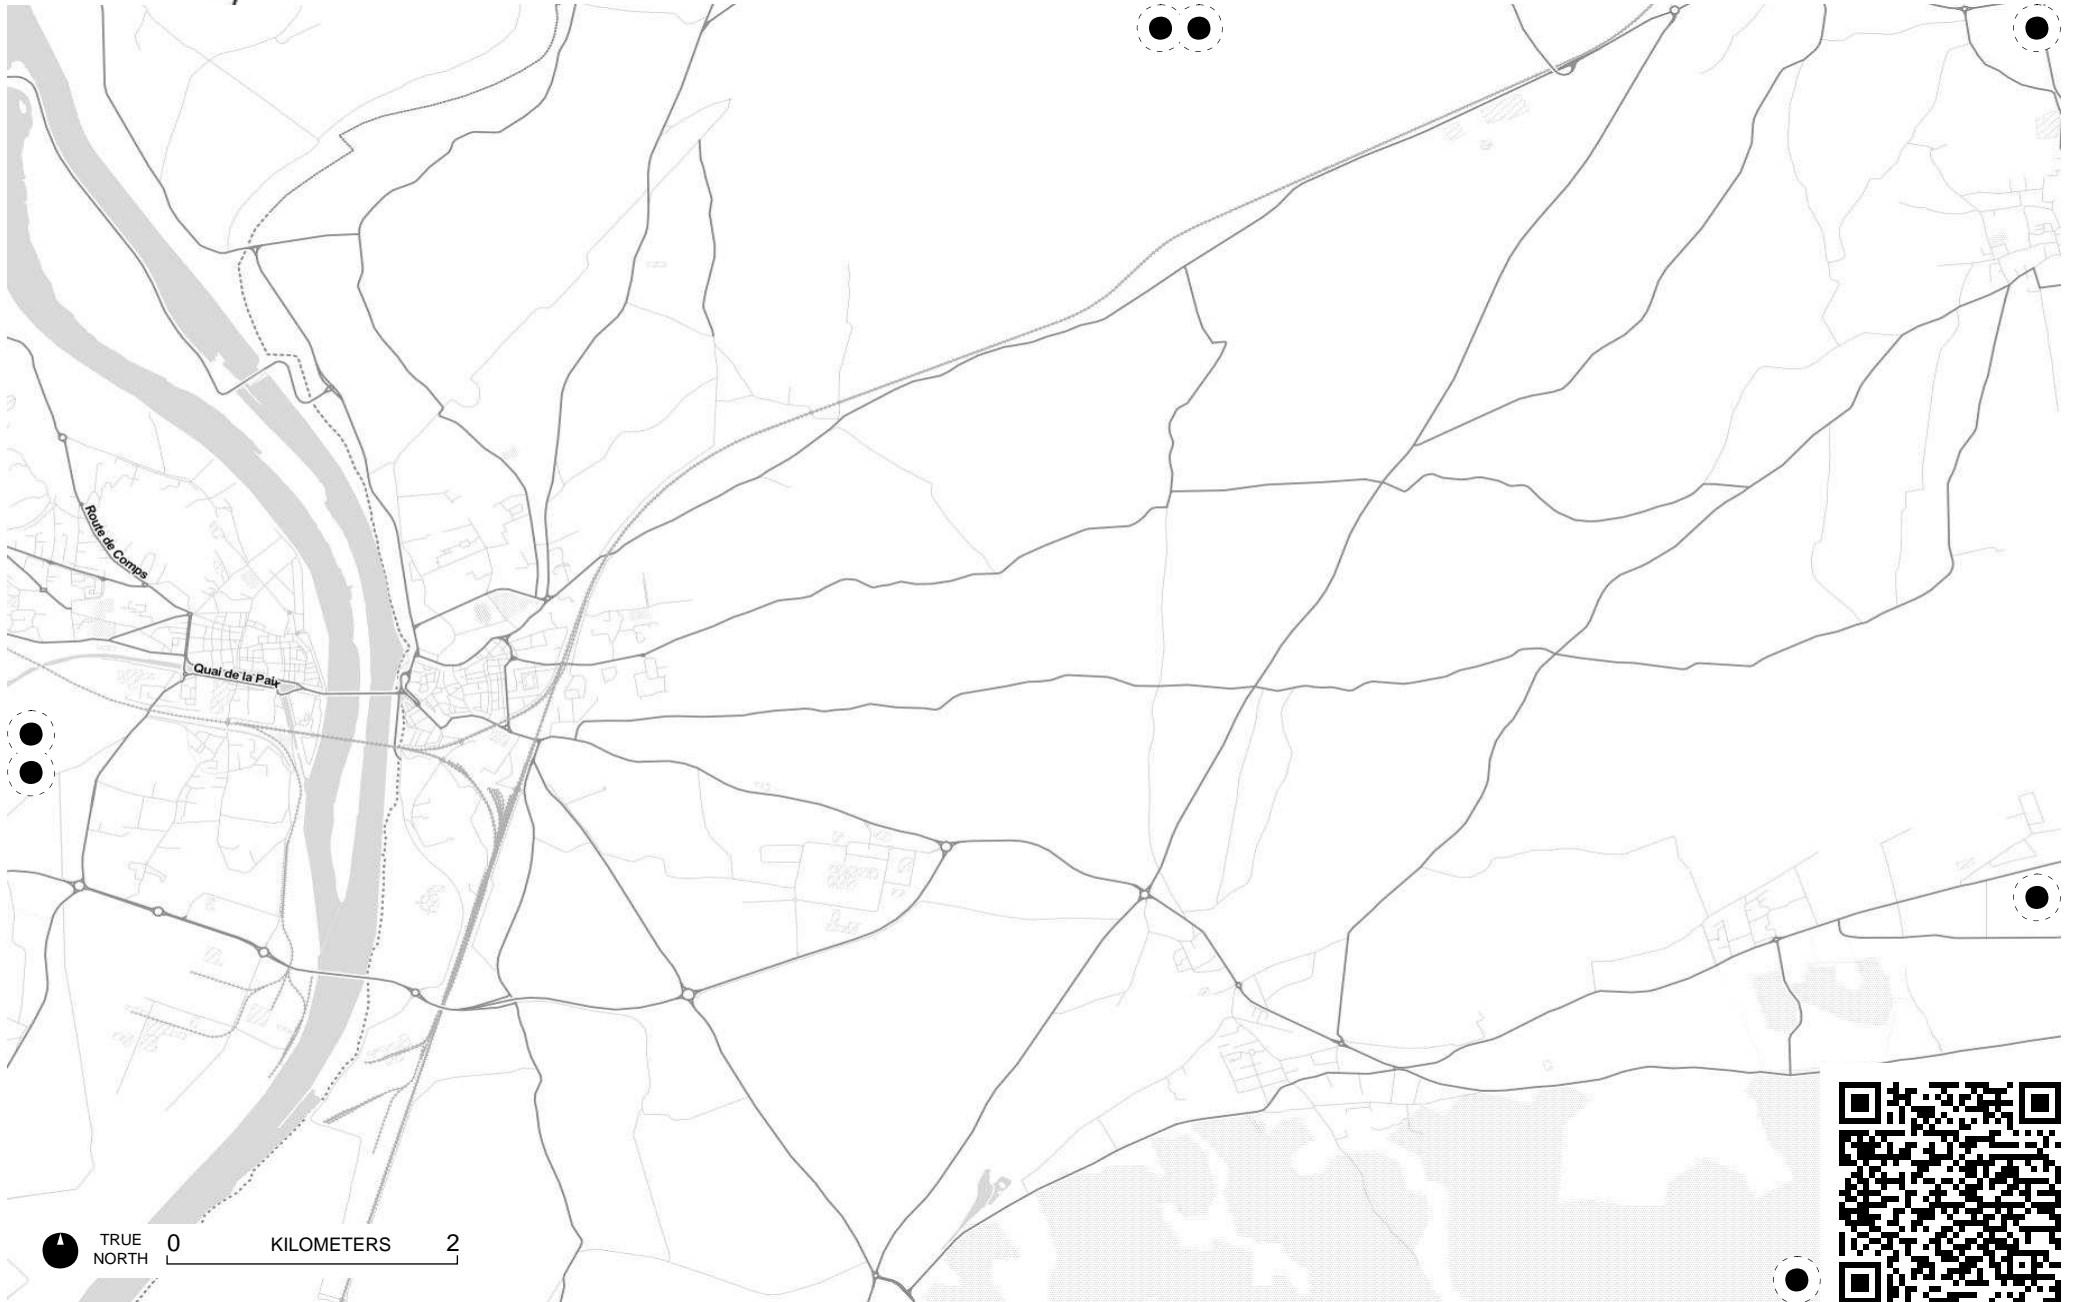 Route de Comps
Quai de la Paix
TRUE
NORTH
0 KILOMETERS 2